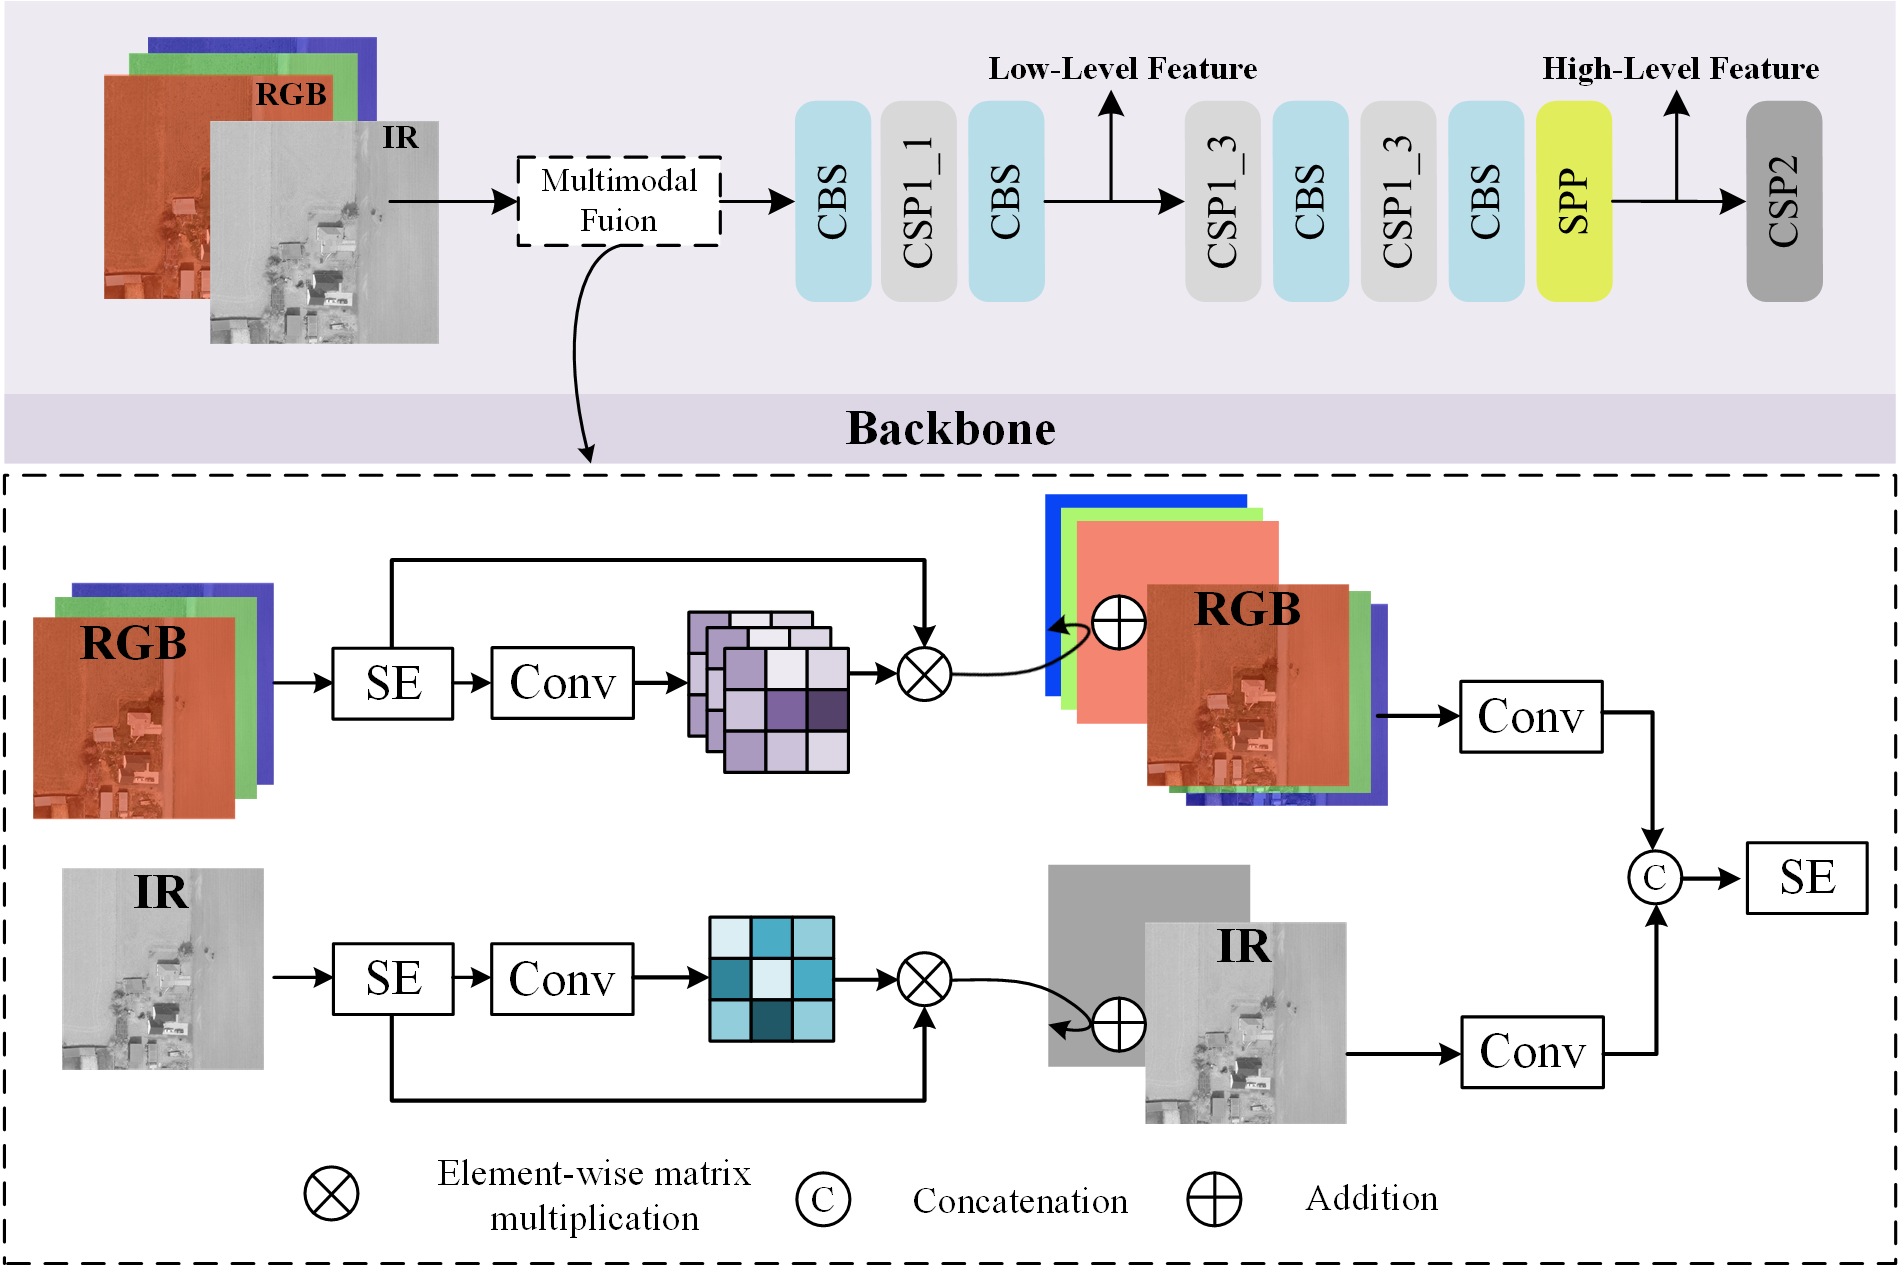 Low-Level Feature
High-Level Feature
RGB
IR
Multimodal
Fuion
CBS
CSP1_1
CBS
CSP1_3
CBS
CSP1_3
CBS
SPP
CSP2
Backbone
RGB
SE
Conv
RGB
Conv
IR
SE
Conv
IR
Conv
C
SE
Element-wise matrix
multiplication
C
Concatenation
Addition